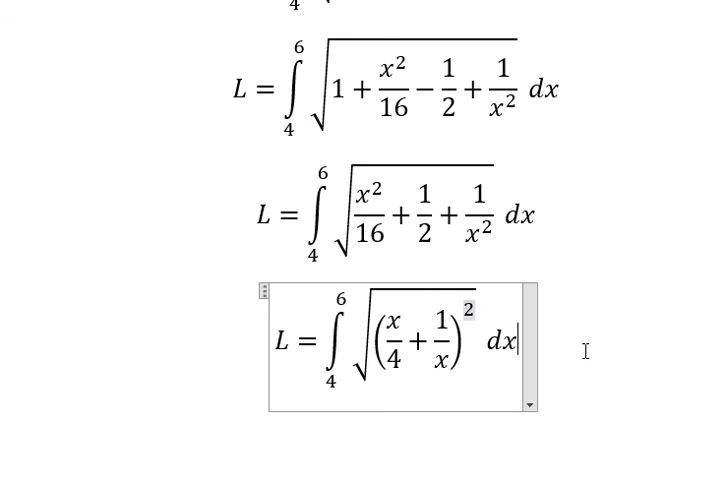 4
L = ∫₄⁶ √(1 + x²/16 − 1/2 + 1/x²) dx
L = ∫₄⁶ √(x²/16 + 1/2 + 1/x²) dx
L = ∫₄⁶ √((x/4 + 1/x)²) dx